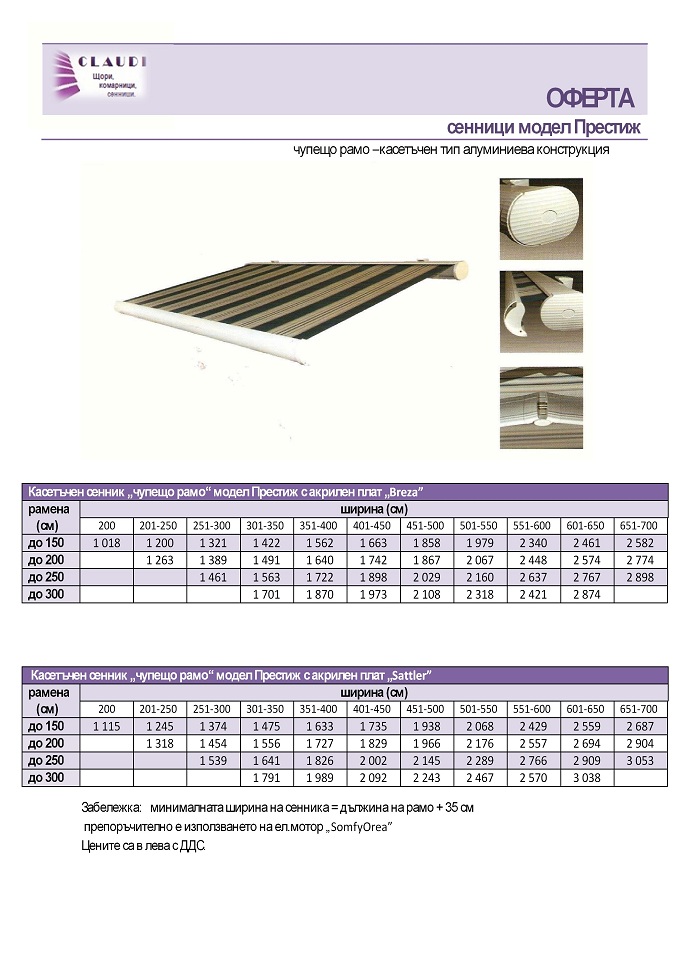 CLAUDI
Щори,
комарници,
сенници.
ОФЕРТА
сенници модел Престиж
чупещо рамо –касетъчен тип алуминиева конструкция
Касетъчен сенник „чупещо рамо“ модел Престиж с акрилен плат „Breza”
рамена ширина (см)
(см) 200 201-250 251-300 301-350 351-400 401-450 451-500 501-550 551-600 601-650 651-700
до 150 1 018 1 200 1 321 1 422 1 562 1 663 1 858 1 979 2 340 2 461 2 582
до 200 1 263 1 389 1 491 1 640 1 742 1 867 2 067 2 448 2 574 2 774
до 250 1 461 1 563 1 722 1 898 2 029 2 160 2 637 2 767 2 898
до 300 1 701 1 870 1 973 2 108 2 318 2 421 2 874
Касетъчен сенник „чупещо рамо“ модел Престиж с акрилен плат „Sattler”
рамена ширина (см)
(см) 200 201-250 251-300 301-350 351-400 401-450 451-500 501-550 551-600 601-650 651-700
до 150 1 115 1 245 1 374 1 475 1 633 1 735 1 938 2 068 2 429 2 559 2 687
до 200 1 318 1 454 1 556 1 727 1 829 1 966 2 176 2 557 2 694 2 904
до 250 1 539 1 641 1 826 2 002 2 145 2 289 2 766 2 909 3 053
до 300 1 791 1 989 2 092 2 243 2 467 2 570 3 038
Забележка: минималната ширина на сенника = дължина на рамо + 35 см
препоръчително е използването на ел.мотор „SomfyOrea”
Цените са в лева с ДДС.